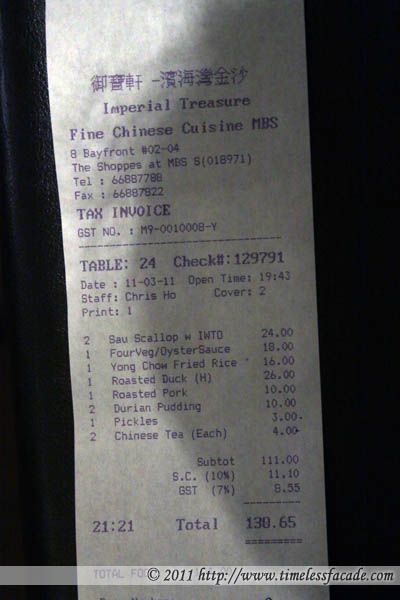 御寶軒 -濱海灣金沙
Imperial Treasure
Fine Chinese Cuisine MBS
8 Bayfront #02-04
The Shoppes at MBS S(018971)
Tel : 66887788
Fax : 66887822
TAX INVOICE
GST NO. : M9-0010008-Y
TABLE: 24 Check#:129791
Date : 11-03-11 Open Time: 19:43
Staff: Chris Ho Cover: 2
Print: 1
2 Sau Scallop w IWTO 24.00
1 FourVeg/OysterSauce 18.00
1 Yong Chow Fried Rice 16.00
1 Roasted Duck (H) 26.00
1 Roasted Pork 10.00
2 Durian Pudding 10.00
1 Pickles 3.00
2 Chinese Tea (Each) 4.00
Subtot 111.00
S.C. (10%) 11.10
GST (7%) 8.55
21:21 Total 130.65
TOTAL
© 2011 http://www.timelessfacade.com